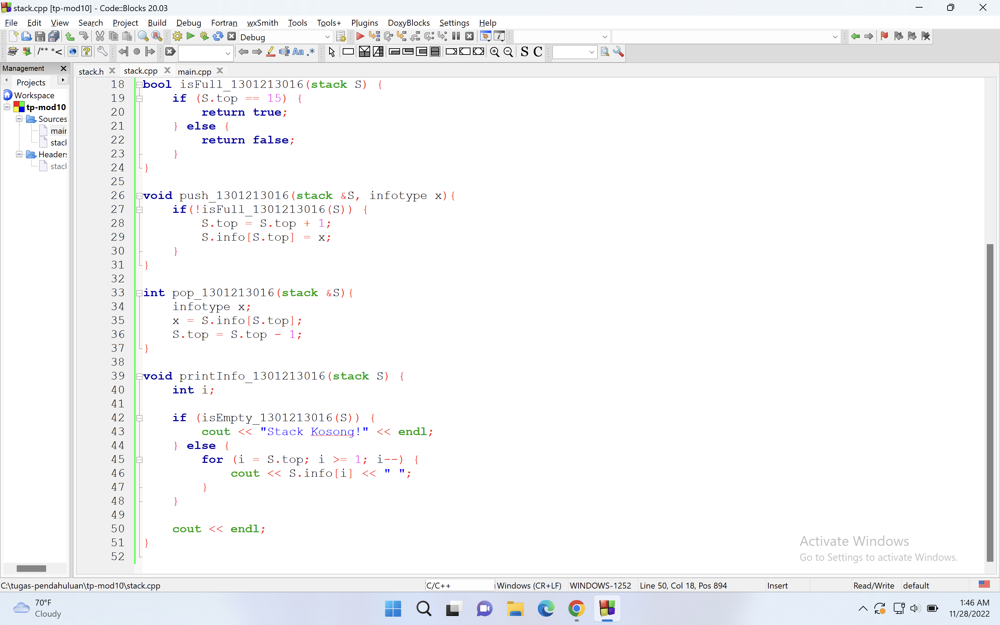 stack.cpp [tp-mod10] - Code::Blocks 20.03
File Edit View Search Project Build Debug Fortran wxSmith Tools Tools+ Plugins DoxyBlocks Settings Help
Debug
/** *< Aa .* S C
Management
stack.h stack.cpp main.cpp
Projects
Workspace
tp-mod10
Sources
mair
stack
Headers
stack
18 bool isFull_1301213016(stack S) {
19 if (S.top == 15) {
20 return true;
21 } else {
22 return false;
23 }
24 }
25
26 void push_1301213016(stack &S, infotype x){
27 if(!isFull_1301213016(S)) {
28 S.top = S.top + 1;
29 S.info[S.top] = x;
30 }
31 }
32
33 int pop_1301213016(stack &S){
34 infotype x;
35 x = S.info[S.top];
36 S.top = S.top - 1;
37 }
38
39 void printInfo_1301213016(stack S) {
40 int i;
41
42 if (isEmpty_1301213016(S)) {
43 cout << "Stack Kosong!" << endl;
44 } else {
45 for (i = S.top; i >= 1; i--) {
46 cout << S.info[i] << " ";
47 }
48 }
49
50 cout << endl;
51 }
52
Activate Windows
Go to Settings to activate Windows.
C:\tugas-pendahuluan\tp-mod10\stack.cpp C/C++ Windows (CR+LF) WINDOWS-1252 Line 50, Col 18, Pos 894 Insert Read/Write default
70°F
Cloudy
1:46 AM
11/28/2022